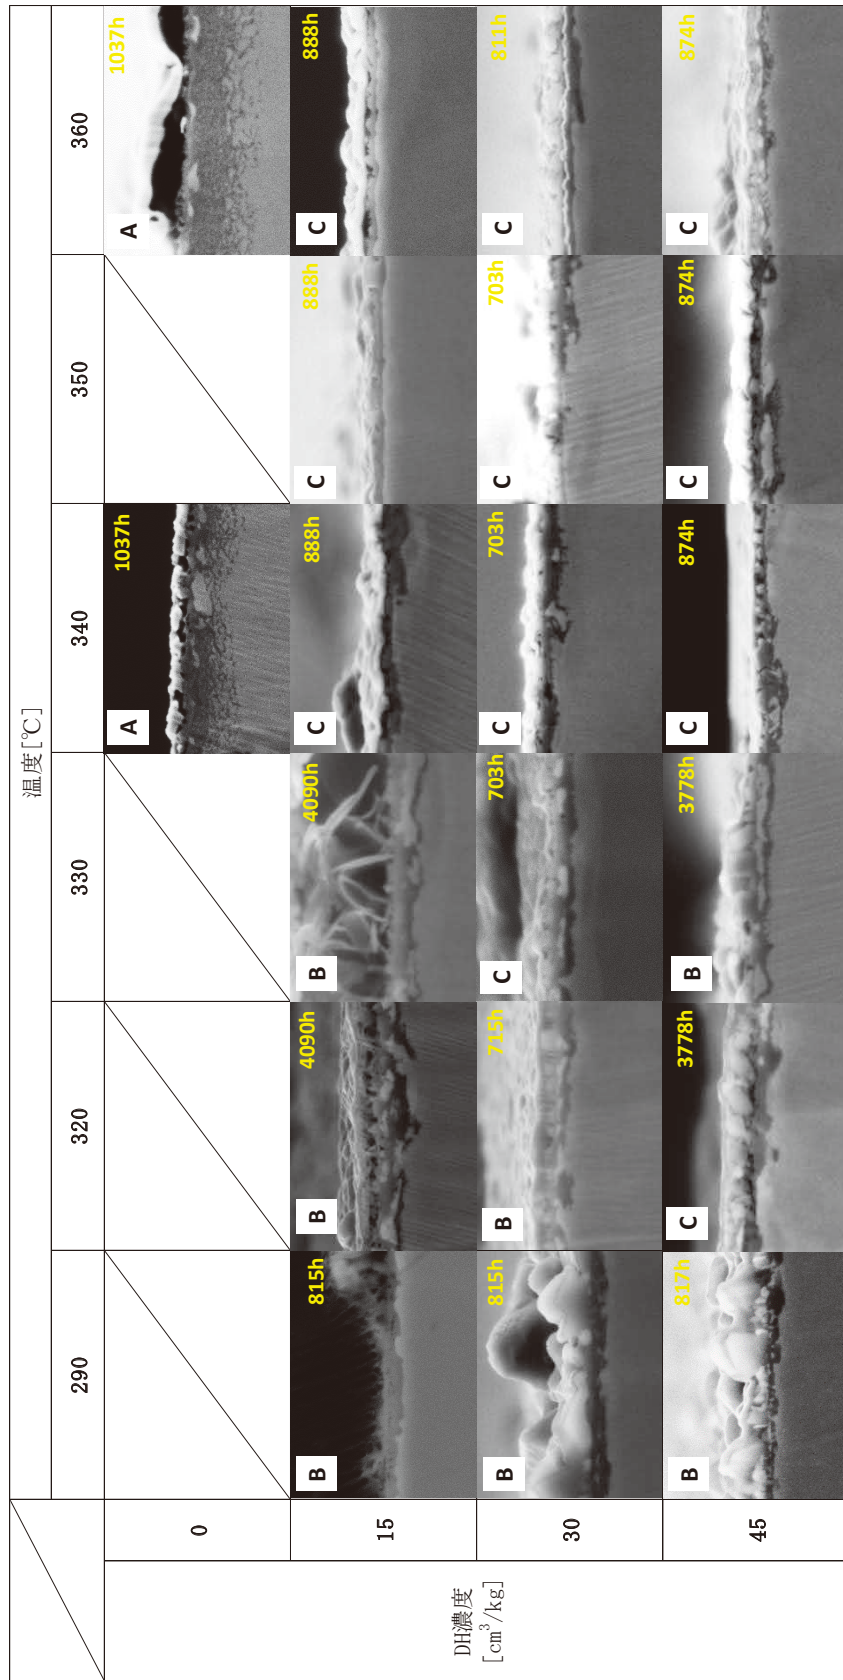 温度[℃]
290 320 330 340 350 360
DH濃度
[cm³/kg]
0
A 1037h
A 1037h
15
B 815h
B 4090h
B 4090h
C 888h
C 888h
C 888h
30
B 815h
B 715h
C 703h
C 703h
C 703h
C 811h
45
B 817h
C 3778h
B 3778h
C 874h
C 874h
C 874h